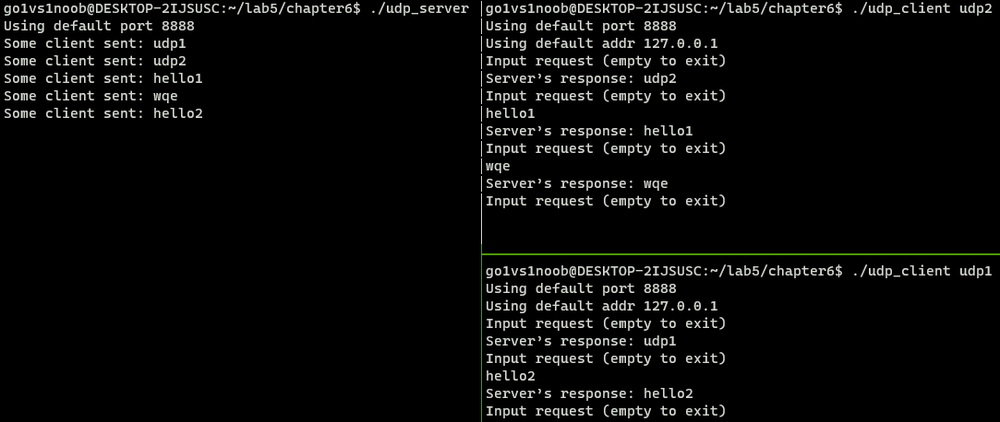 go1vs1noob@DESKTOP-2IJSUSC:~/lab5/chapter6$ ./udp_server
Using default port 8888
Some client sent: udp1
Some client sent: udp2
Some client sent: hello1
Some client sent: wqe
Some client sent: hello2
go1vs1noob@DESKTOP-2IJSUSC:~/lab5/chapter6$ ./udp_client udp2
Using default port 8888
Using default addr 127.0.0.1
Input request (empty to exit)
Server's response: udp2
Input request (empty to exit)
hello1
Server's response: hello1
Input request (empty to exit)
wqe
Server's response: wqe
Input request (empty to exit)
go1vs1noob@DESKTOP-2IJSUSC:~/lab5/chapter6$ ./udp_client udp1
Using default port 8888
Using default addr 127.0.0.1
Input request (empty to exit)
Server's response: udp1
Input request (empty to exit)
hello2
Server's response: hello2
Input request (empty to exit)